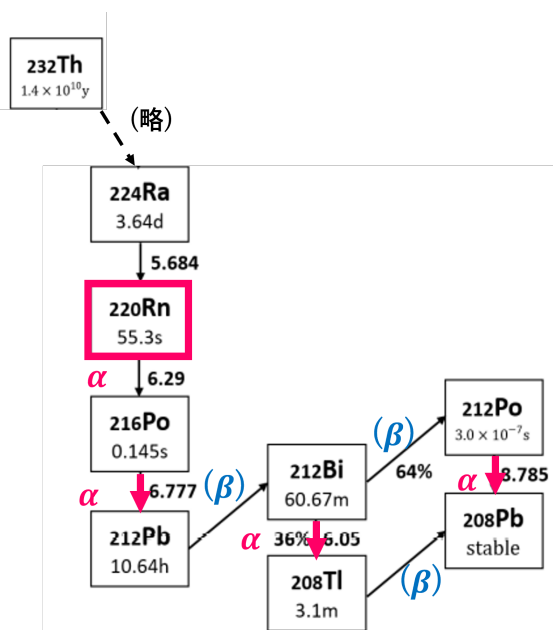 232Th
1.4 × 10¹⁰y
(略)
224Ra
3.64d
5.684
220Rn
55.3s
α
6.29
216Po
0.145s
α
6.777
(β)
212Pb
10.64h
212Bi
60.67m
(β)
64%
212Po
3.0 × 10⁻⁷s
α
8.785
α
36%
6.05
208Pb
stable
208Tl
3.1m
(β)